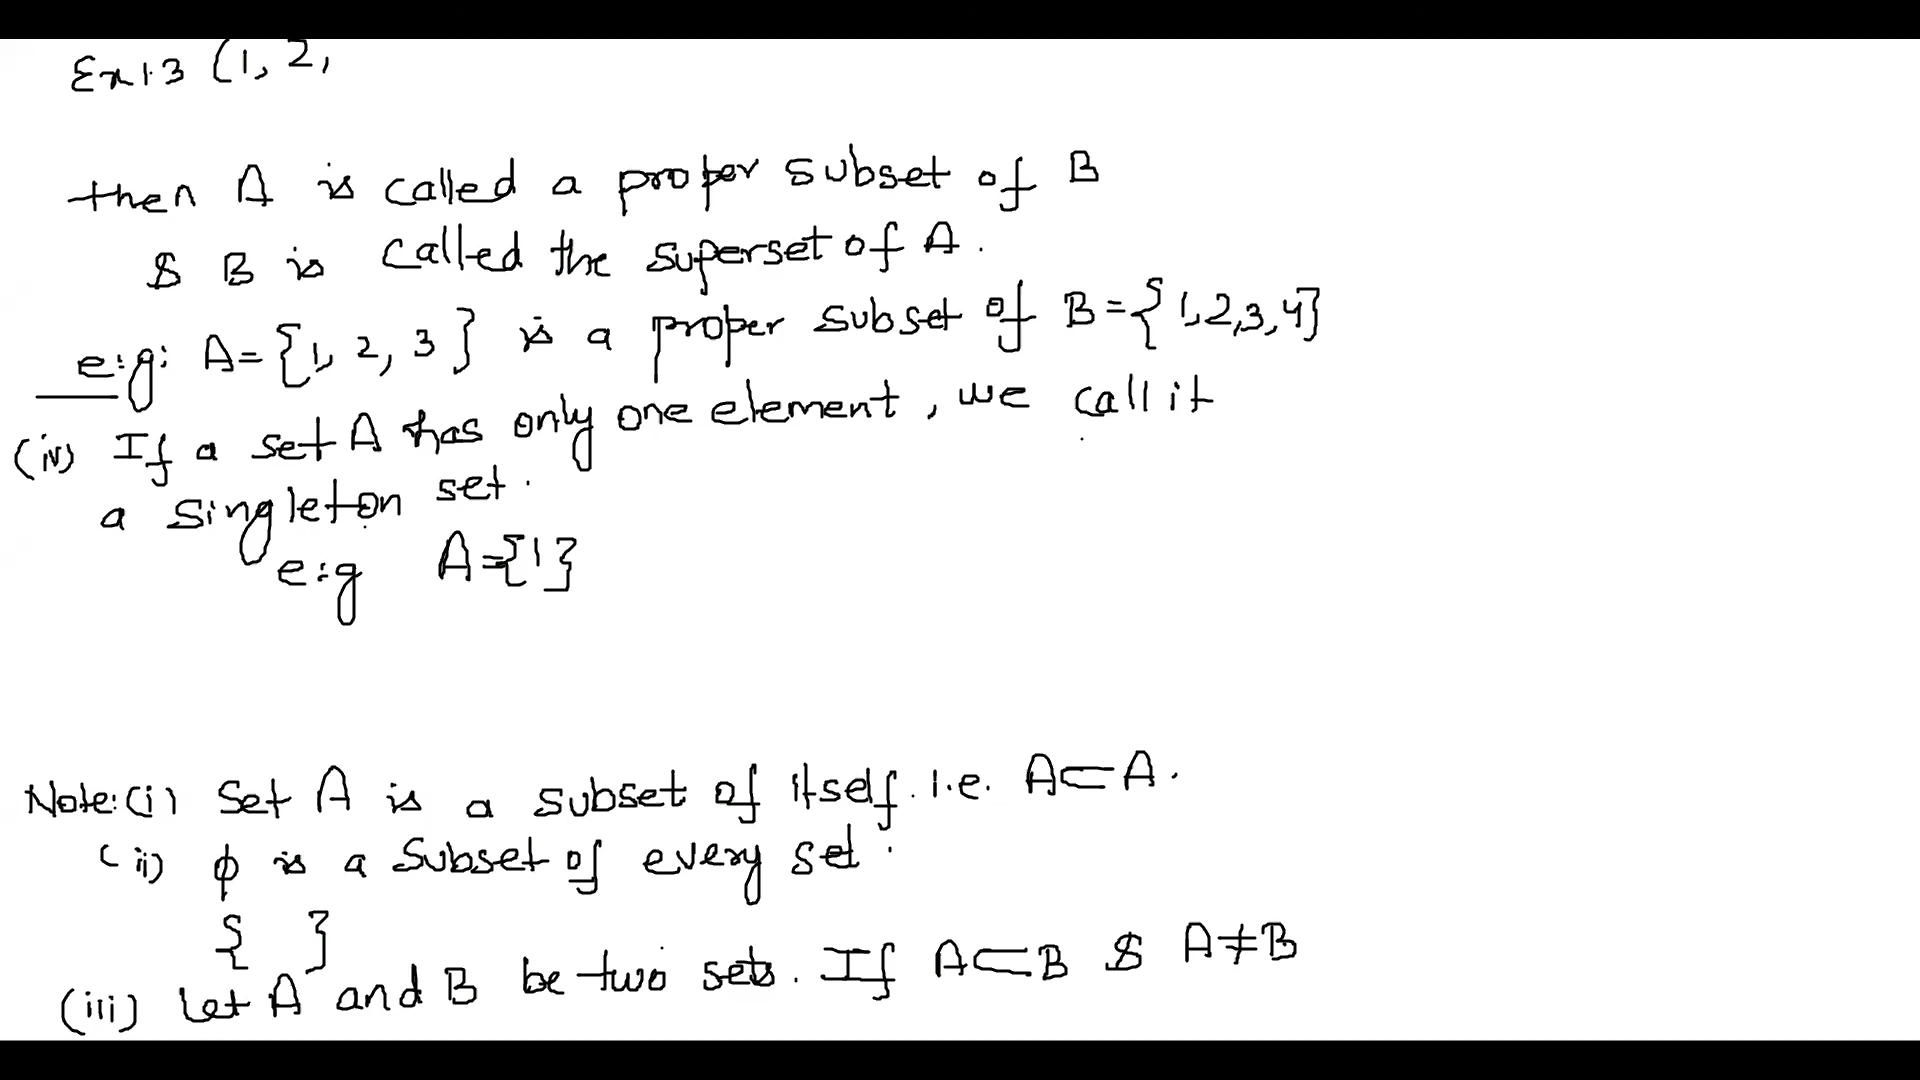 Ex 1.3 (1, 2,
then A is called a proper subset of B
& B is called the superset of A.
e.g: A = {1, 2, 3} is a proper subset of B = {1,2,3,4}
(iv) If a set A has only one element, we call it
a singleton set.
e.g A = {1}
Note: (i) Set A is a subset of itself. i.e. A⊂A.
(ii) ϕ is a subset of every set.
{ }
(iii) Let A and B be two sets. If A⊂B & A≠B